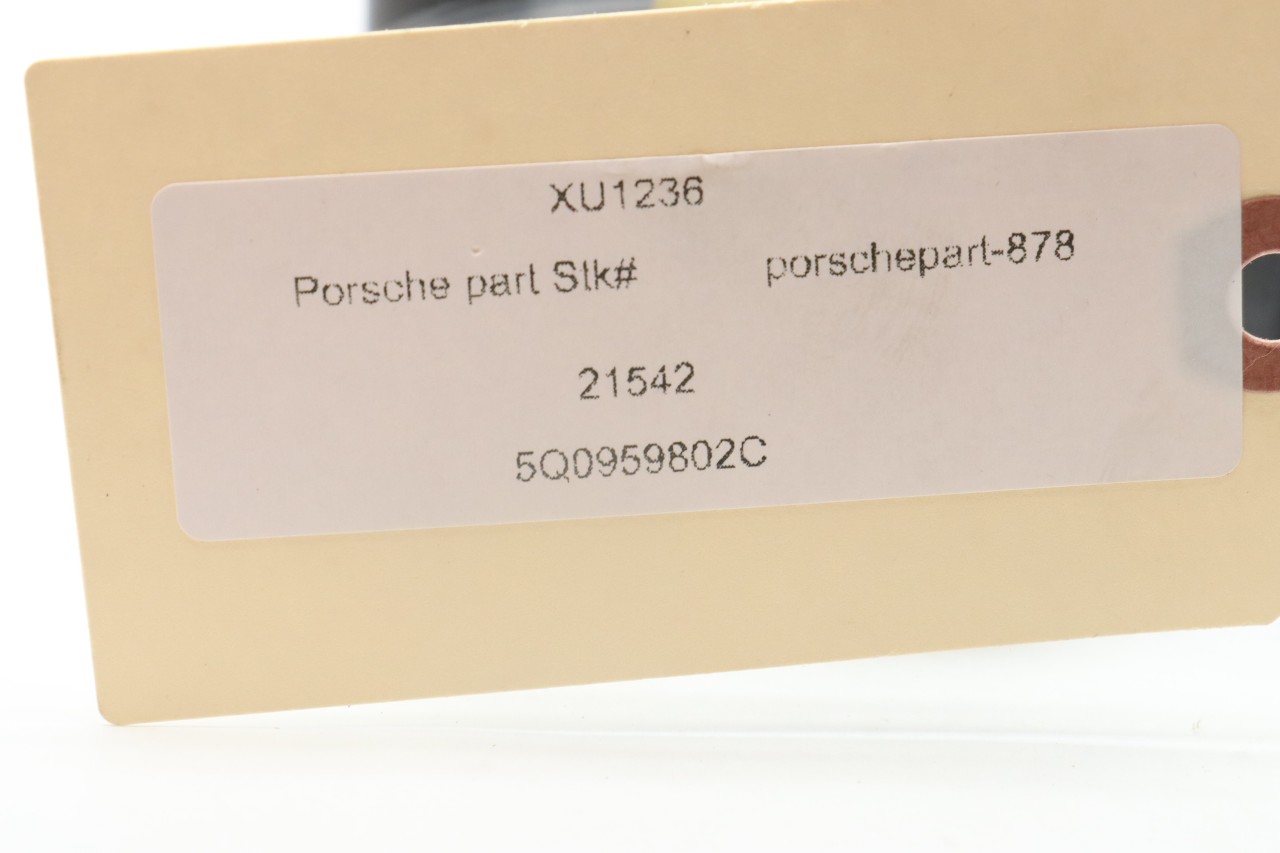 XU1236
Porsche part Stk# porschepart-878
21542
5Q0959802C